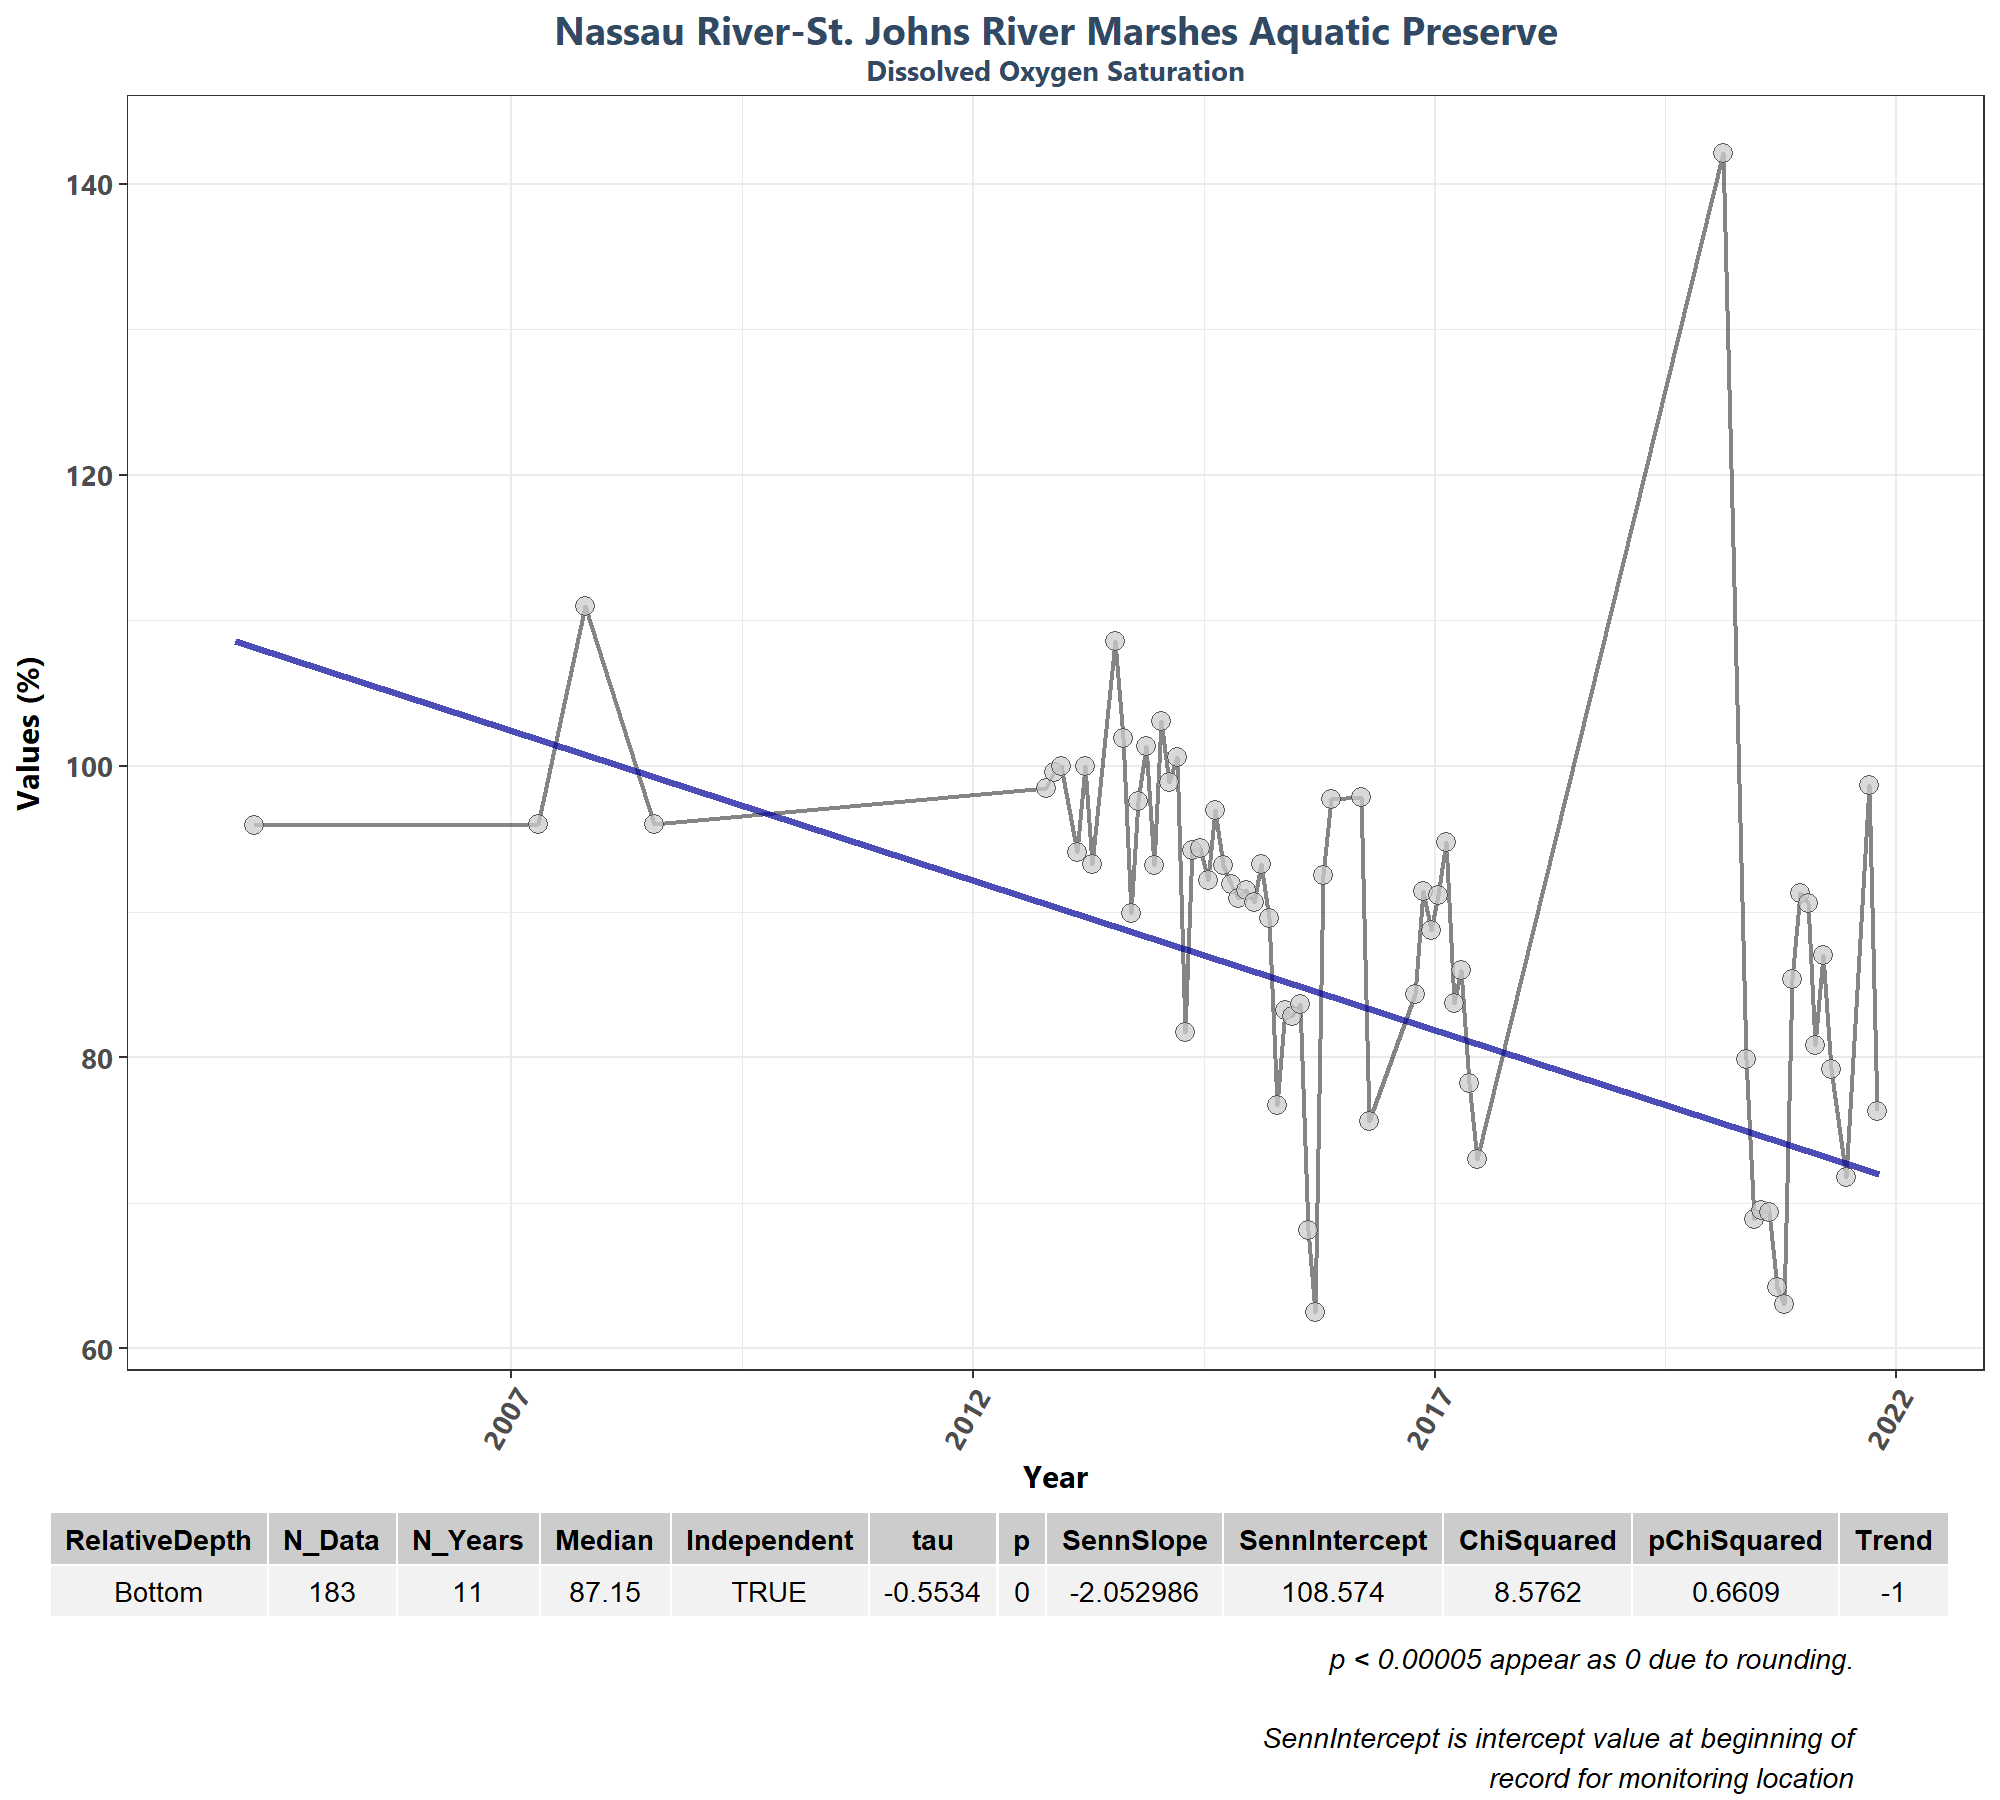 Nassau River-St. Johns River Marshes Aquatic Preserve
Dissolved Oxygen Saturation
140
120
100
80
60
Values (%)
2007 2012 2017 2022
Year
RelativeDepth N_Data N_Years Median Independent tau p SennSlope SennIntercept ChiSquared pChiSquared Trend
Bottom 183 11 87.15 TRUE -0.5534 0 -2.052986 108.574 8.5762 0.6609 -1
p < 0.00005 appear as 0 due to rounding.
SennIntercept is intercept value at beginning of
record for monitoring location